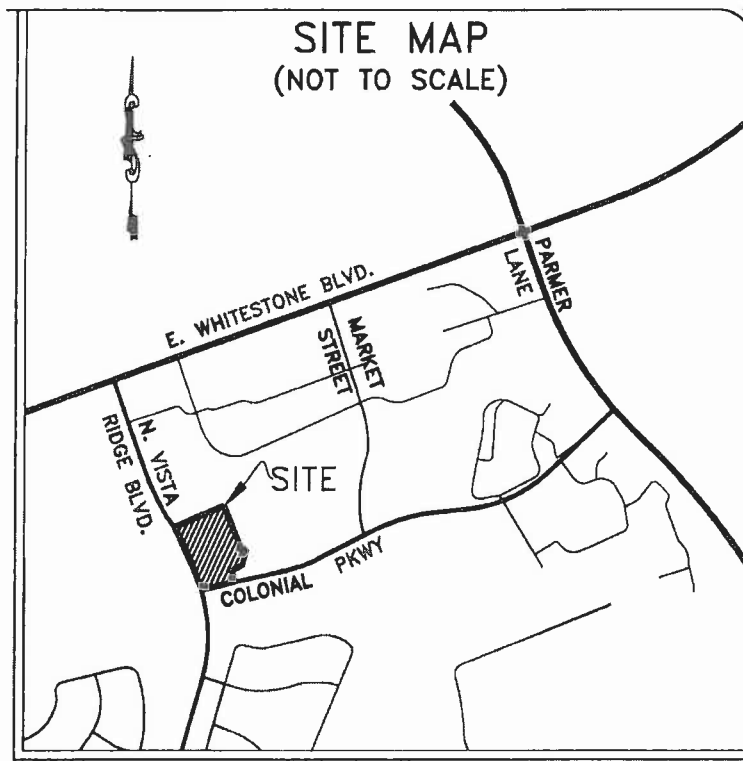 SITE MAP
(NOT TO SCALE)
E. WHITESTONE BLVD.
PARMER
LANE
MARKET
STREET
N. VISTA
RIDGE BLVD.
SITE
COLONIAL PKWY